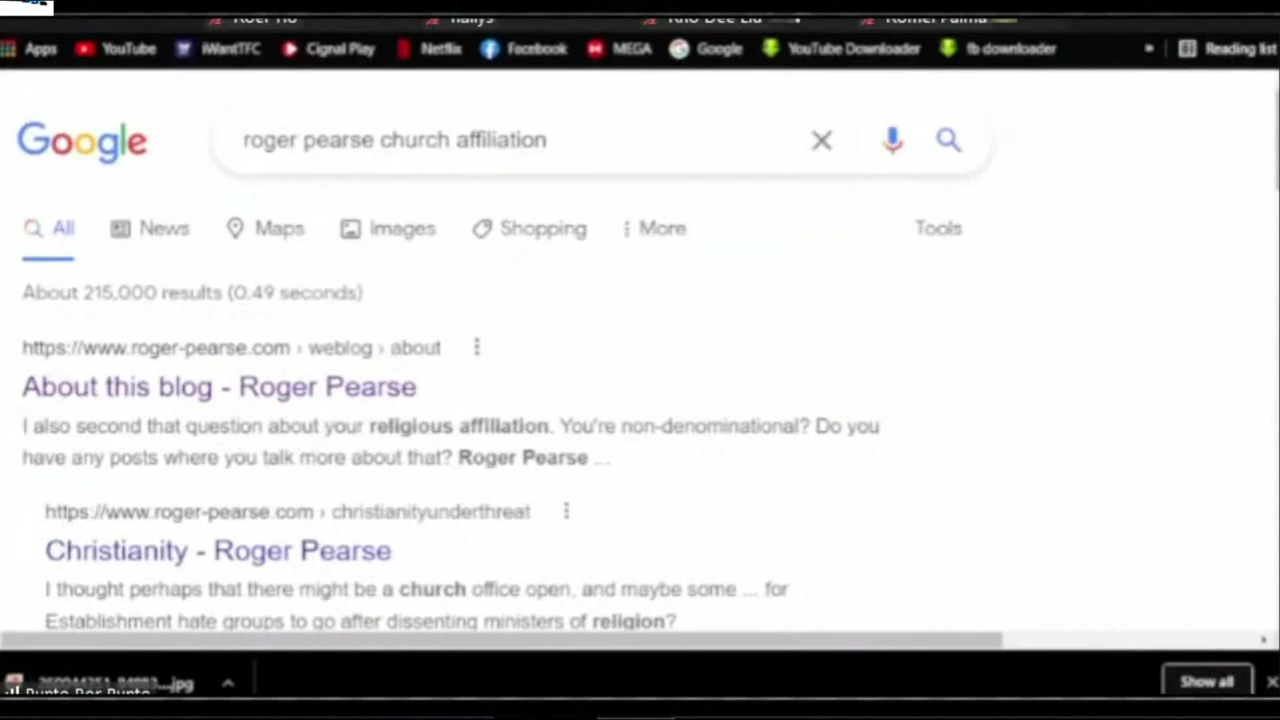 Apps YouTube iWantTFC Cignal Play Netflix Facebook MEGA Google YouTube Downloader fb downloader » Reading list
Google
roger pearse church affiliation
All News Maps Images Shopping More Tools
About 215,000 results (0.49 seconds)
https://www.roger-pearse.com › weblog › about
About this blog - Roger Pearse
I also second that question about your religious affiliation. You're non-denominational? Do you
have any posts where you talk more about that? Roger Pearse ...
https://www.roger-pearse.com › christianityunderthreat
Christianity - Roger Pearse
I thought perhaps that there might be a church office open, and maybe some ... for
Establishment hate groups to go after dissenting ministers of religion?
Show all
Punto Por Punto